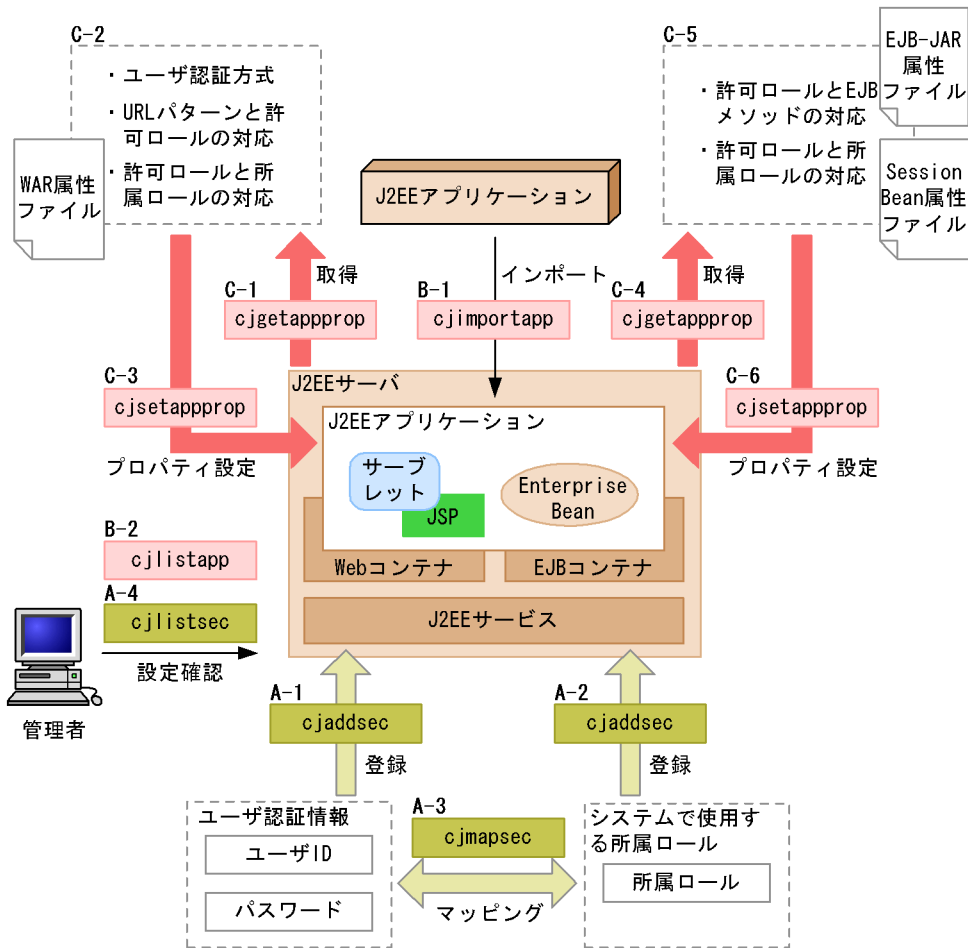 C-2
・ユーザ認証方式
・URLパターンと許
可ロールの対応
・許可ロールと所
属ロールの対応
WAR属性
ファイル
C-5
EJB-JAR
属性
ファイル
・許可ロールとEJB
メソッドの対応
・許可ロールと所
属ロールの対応
Session
Bean属性
ファイル
J2EEアプリケーション
取得
インポート
取得
C-1
cjgetappprop
B-1
cjimportapp
C-4
cjgetappprop
C-3
cjsetappprop
プロパティ設定
C-6
cjsetappprop
プロパティ設定
J2EEサーバ
J2EEアプリケーション
サーブ
レット
JSP
Enterprise
Bean
Webコンテナ
EJBコンテナ
J2EEサービス
B-2
cjlistapp
A-4
cjlistsec
設定確認
管理者
A-1
cjaddsec
登録
A-2
cjaddsec
登録
ユーザ認証情報
ユーザID
パスワード
A-3
cjmapsec
マッピング
システムで使用す
る所属ロール
所属ロール